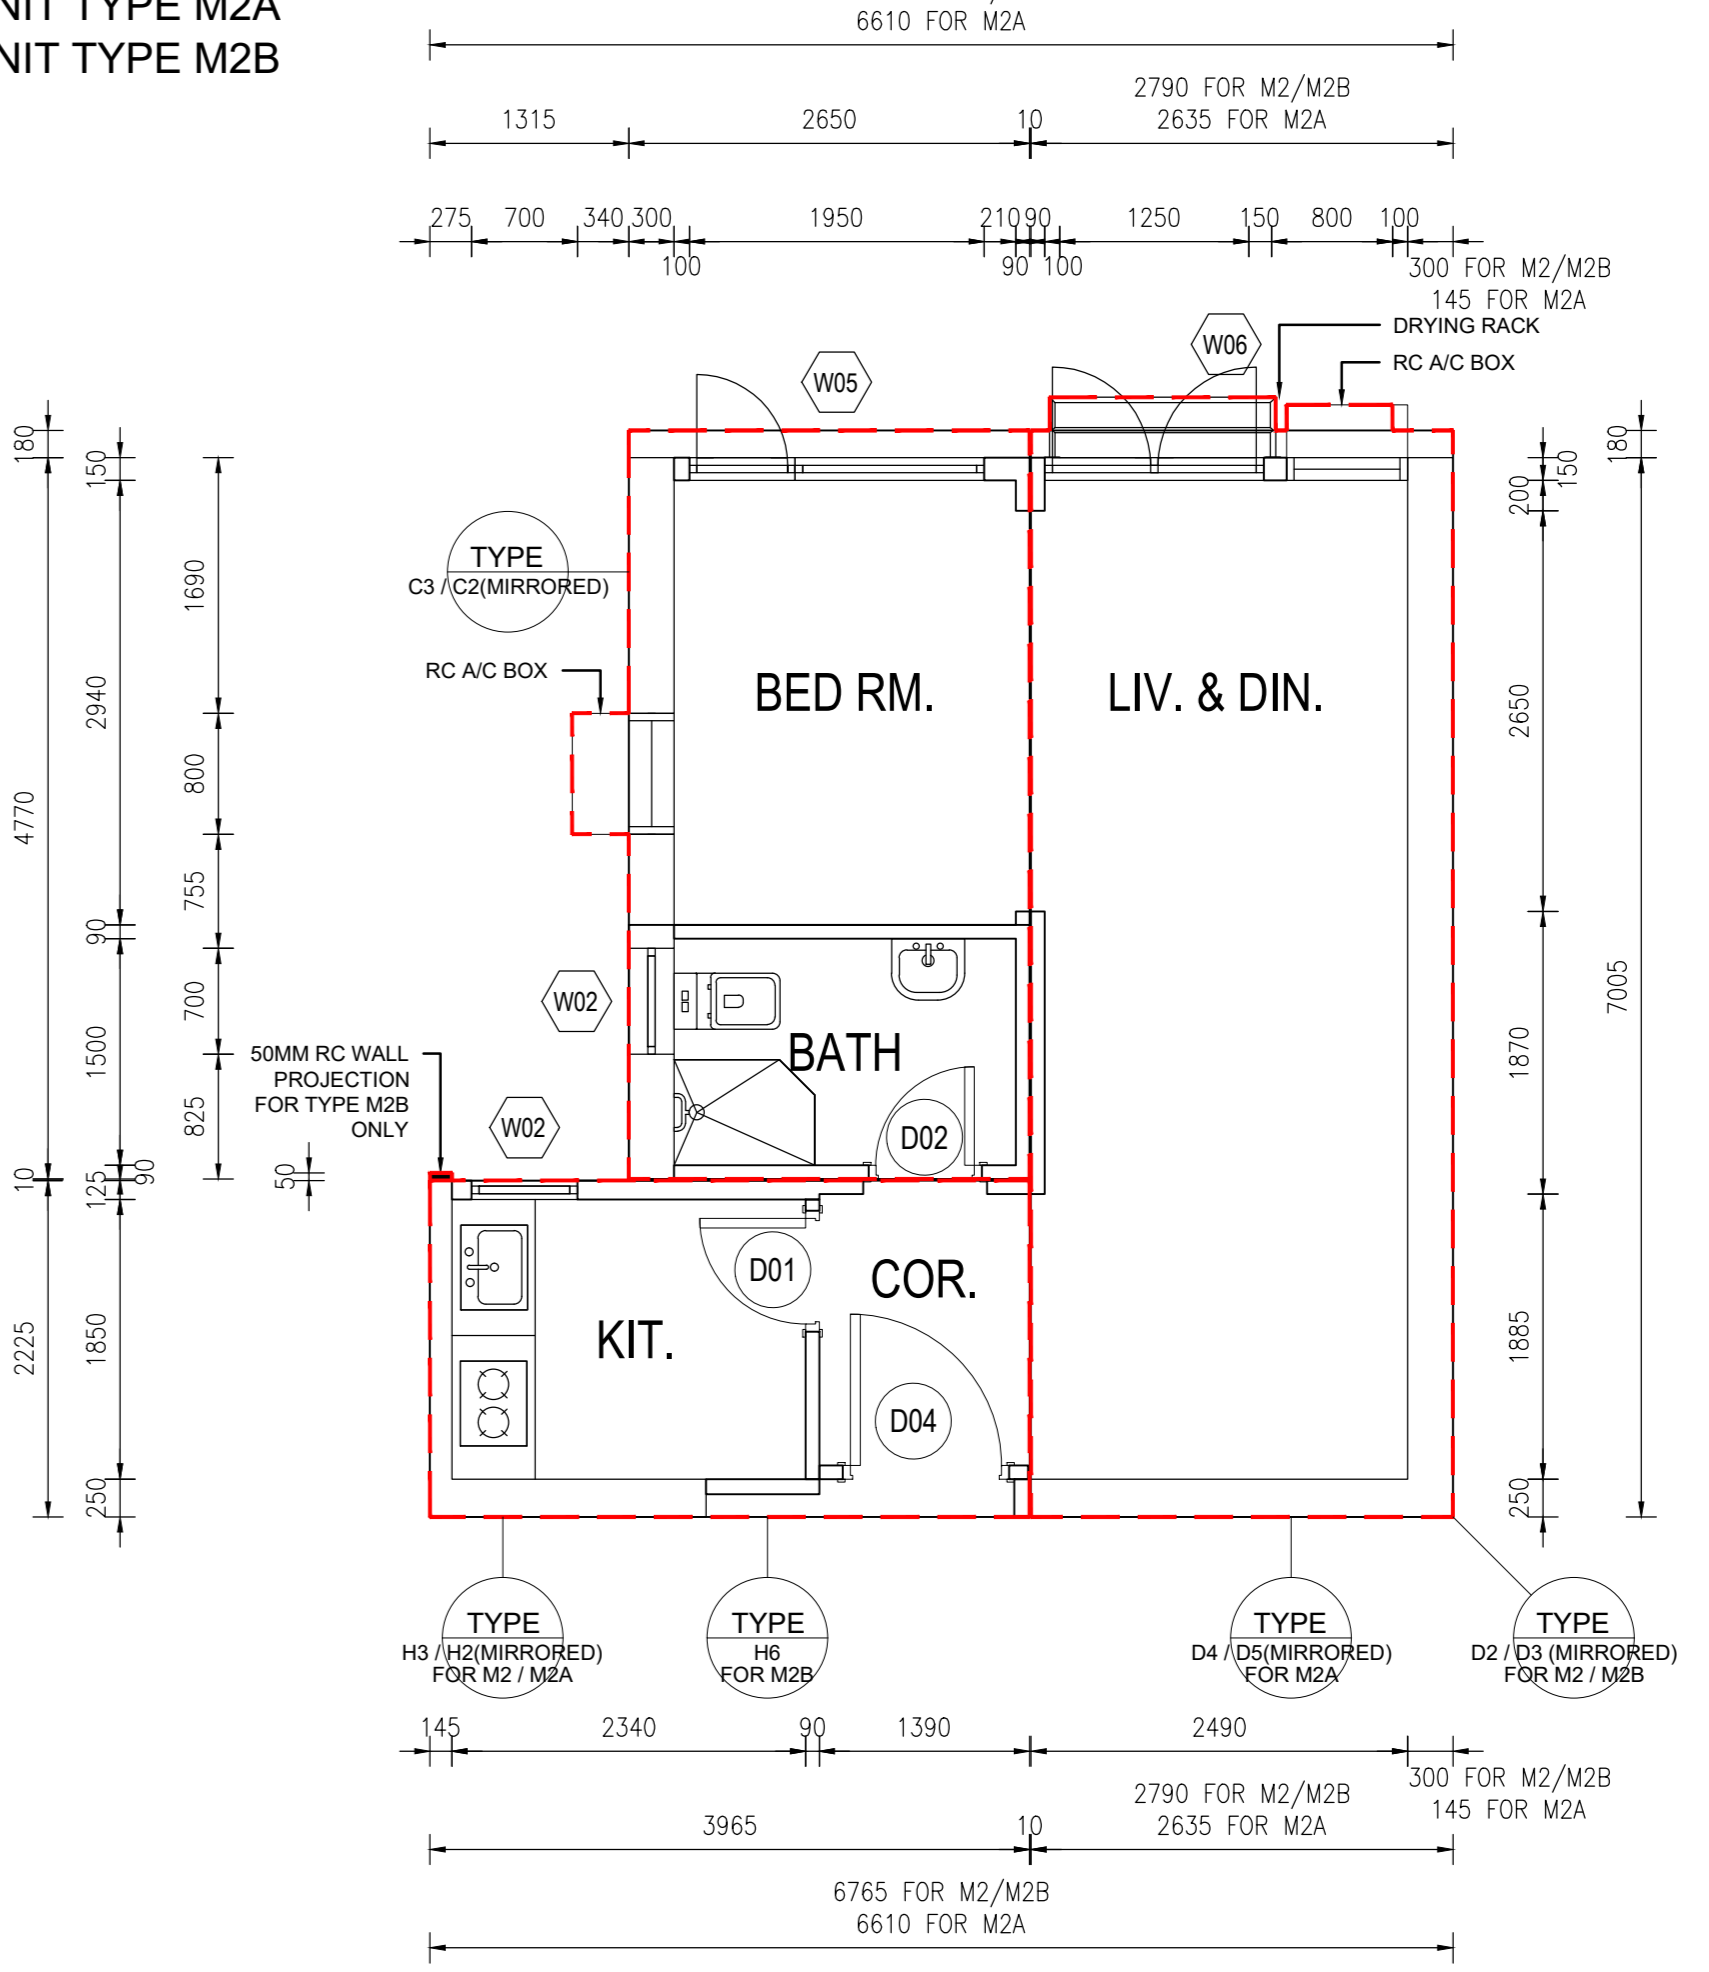 UNIT TYPE M2A
UNIT TYPE M2B
6610 FOR M2A
2790 FOR M2/M2B
1315
2650
10
2635 FOR M2A
275
700
340
300
1950
210
90
1250
150
800
100
100
90
100
300 FOR M2/M2B
145 FOR M2A
DRYING RACK
RC A/C BOX
W06
W05
180
150
180
150
200
TYPE
C3 / C2(MIRRORED)
1690
RC A/C BOX
BED RM.
LIV. & DIN.
2940
2650
800
4770
755
90
700
W02
7005
1500
50MM RC WALL
PROJECTION
FOR TYPE M2B
ONLY
BATH
1870
825
W02
D02
10
125
90
50
D01
COR.
KIT.
2225
1850
1885
D04
250
250
TYPE
H3 / H2(MIRRORED)
FOR M2 / M2A
TYPE
H6
FOR M2B
TYPE
D4 / D5(MIRRORED)
FOR M2A
TYPE
D2 / D3 (MIRRORED)
FOR M2 / M2B
145
2340
90
1390
2490
300 FOR M2/M2B
145 FOR M2A
2790 FOR M2/M2B
3965
10
2635 FOR M2A
6765 FOR M2/M2B
6610 FOR M2A